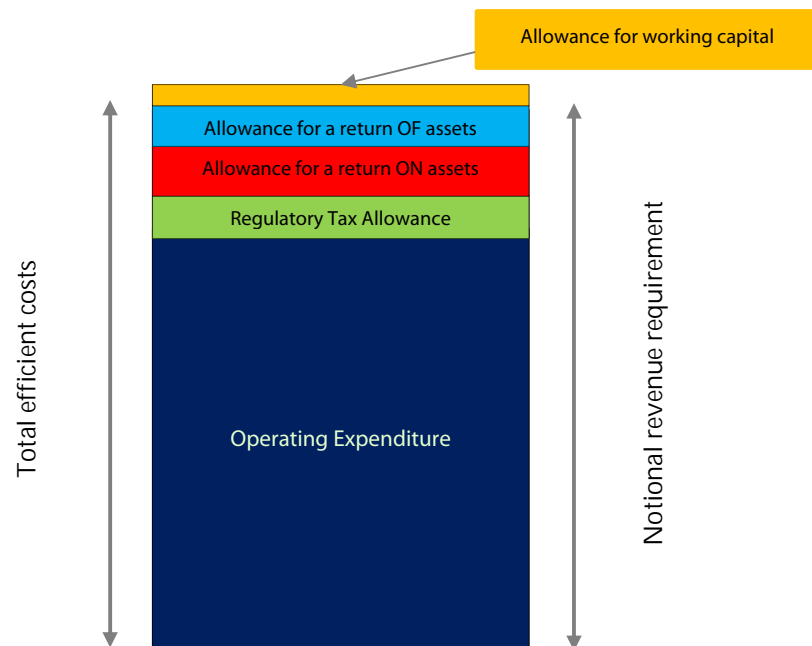 Allowance for working capital
Allowance for a return OF assets
Allowance for a return ON assets
Regulatory Tax Allowance
Operating Expenditure
Total efficient costs
Notional revenue requirement